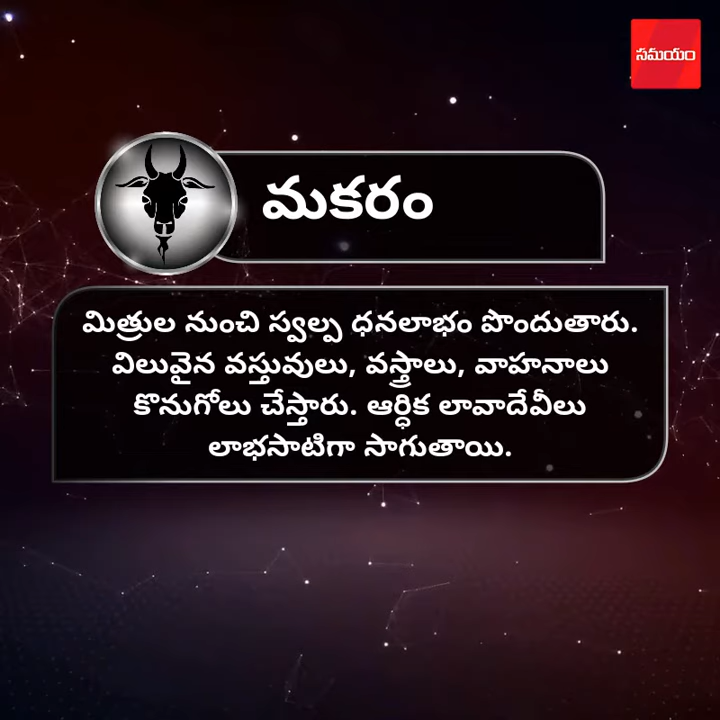 సమయం
మకరం
మిత్రుల నుంచి స్వల్ప ధనలాభం పొందుతారు.
విలువైన వస్తువులు, వస్త్రాలు, వాహనాలు
కొనుగోలు చేస్తారు. ఆర్ధిక లావాదేవీలు
లాభసాటిగా సాగుతాయి.